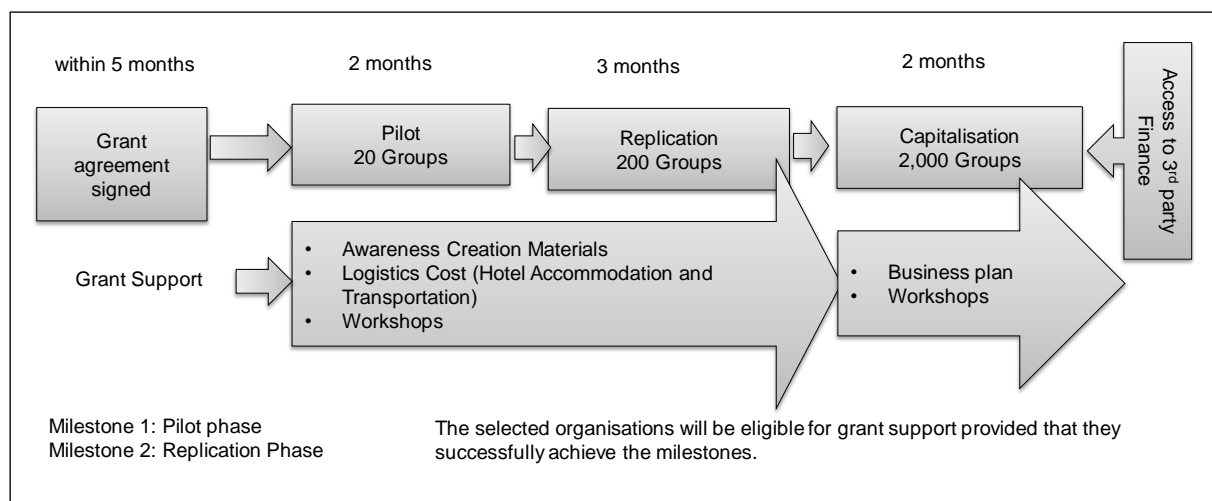 within 5 months
2 months
3 months
2 months
Grant
agreement
signed
Pilot
20 Groups
Replication
200 Groups
Capitalisation
2,000 Groups
Access to 3rd party
Finance
Grant Support
• Awareness Creation Materials
• Logistics Cost (Hotel Accommodation and
Transportation)
• Workshops
• Business plan
• Workshops
Milestone 1: Pilot phase
Milestone 2: Replication Phase
The selected organisations will be eligible for grant support provided that they
successfully achieve the milestones.